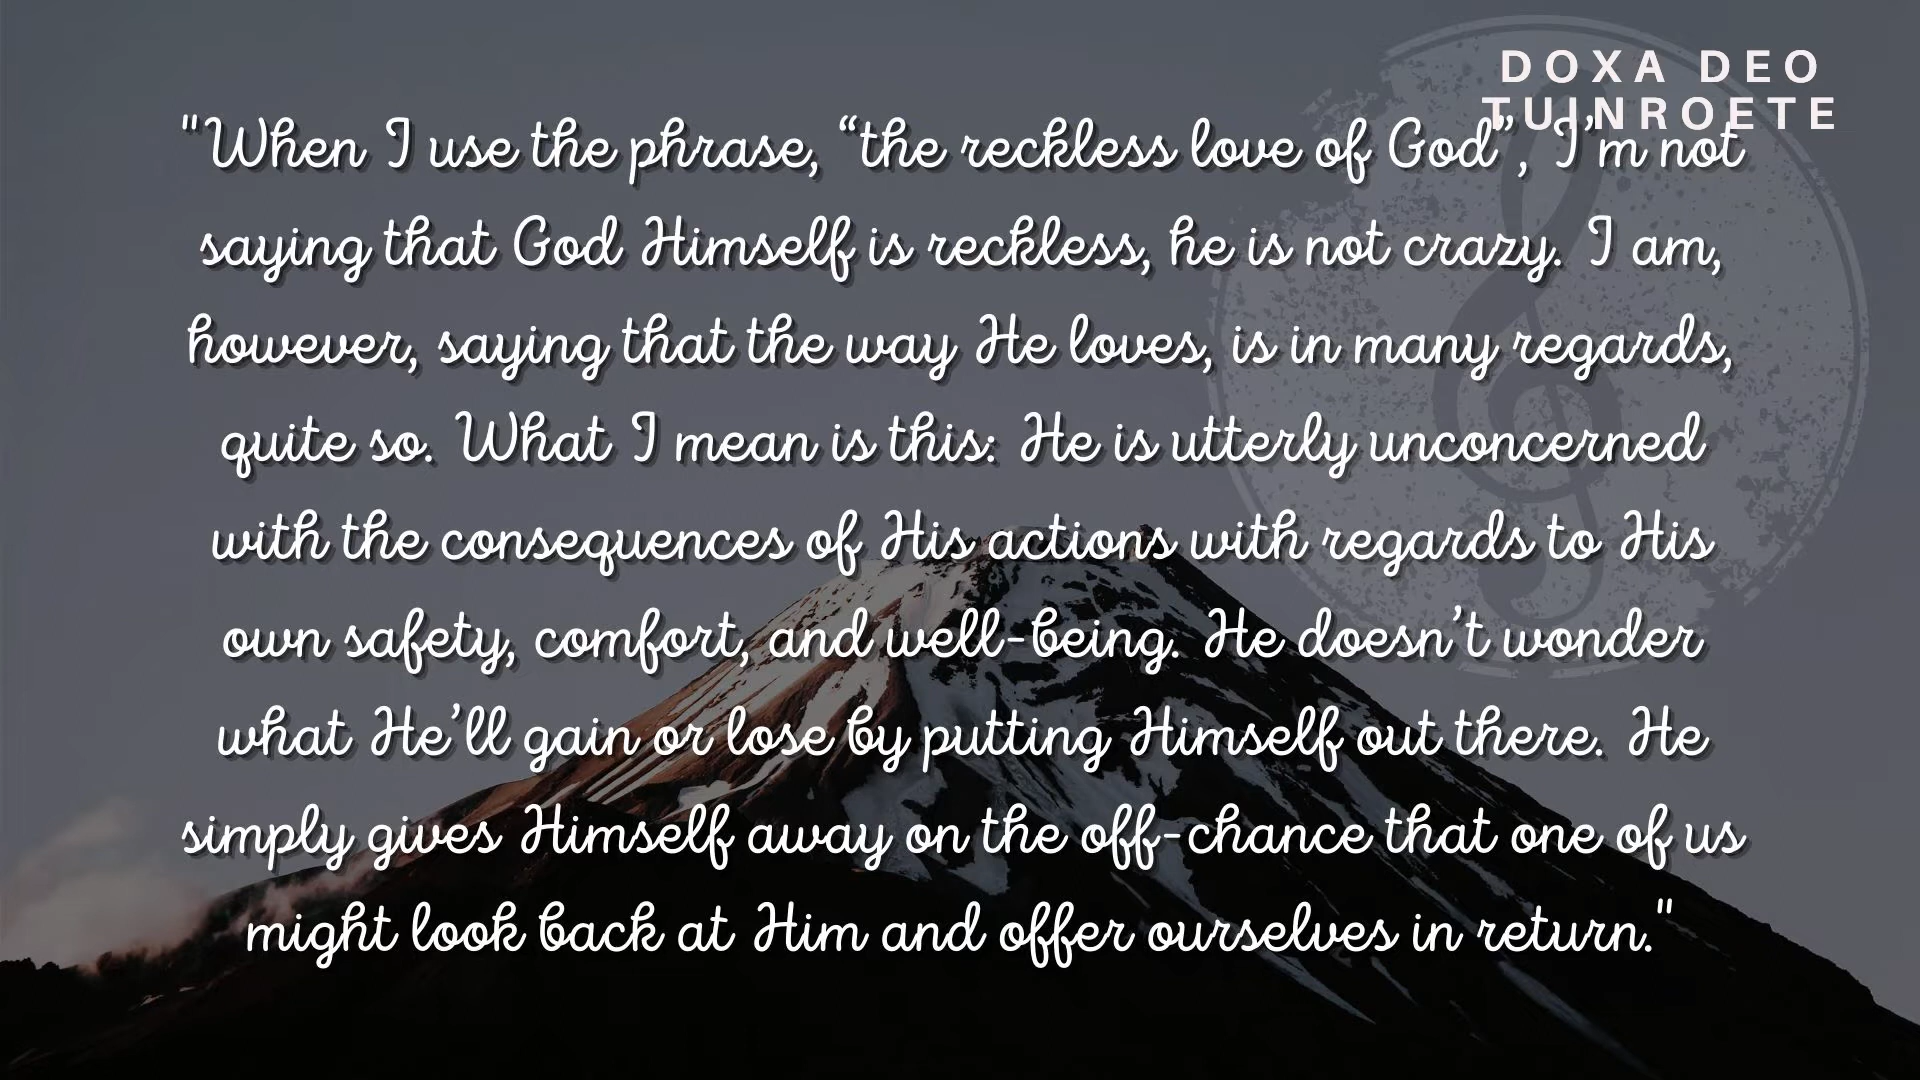 DOXA DEO
TUINROETE
"When I use the phrase, “the reckless love of God”, I’m not
saying that God Himself is reckless, he is not crazy. I am,
however, saying that the way He loves, is in many regards,
quite so. What I mean is this: He is utterly unconcerned
with the consequences of His actions with regards to His
own safety, comfort, and well-being. He doesn’t wonder
what He’ll gain or lose by putting Himself out there. He
simply gives Himself away on the off-chance that one of us
might look back at Him and offer ourselves in return."